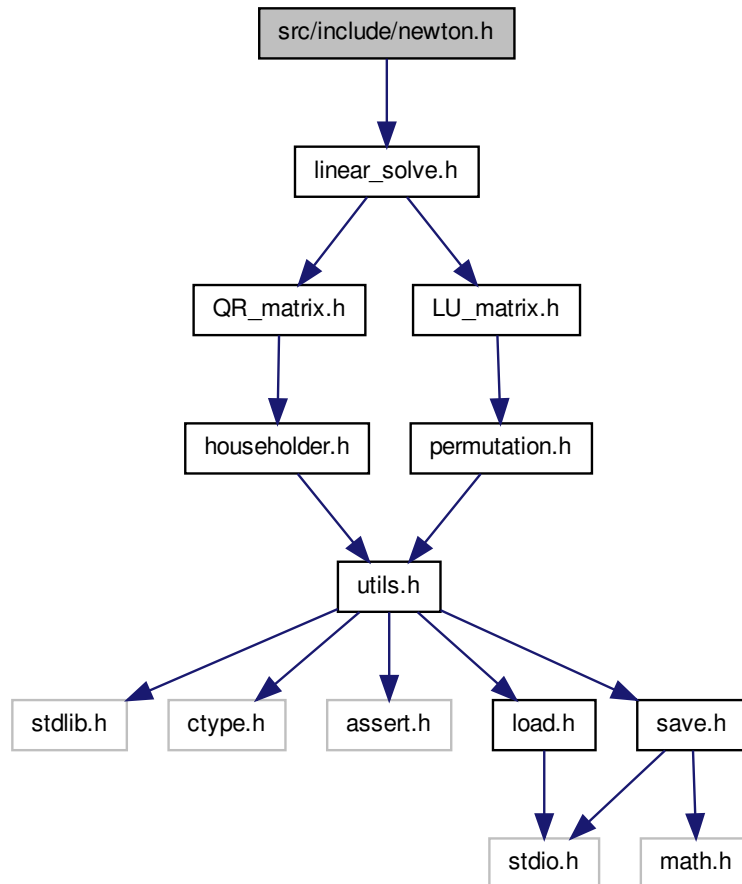 src/include/newton.h
linear_solve.h
QR_matrix.h
LU_matrix.h
householder.h
permutation.h
utils.h
stdlib.h
ctype.h
assert.h
load.h
save.h
stdio.h
math.h